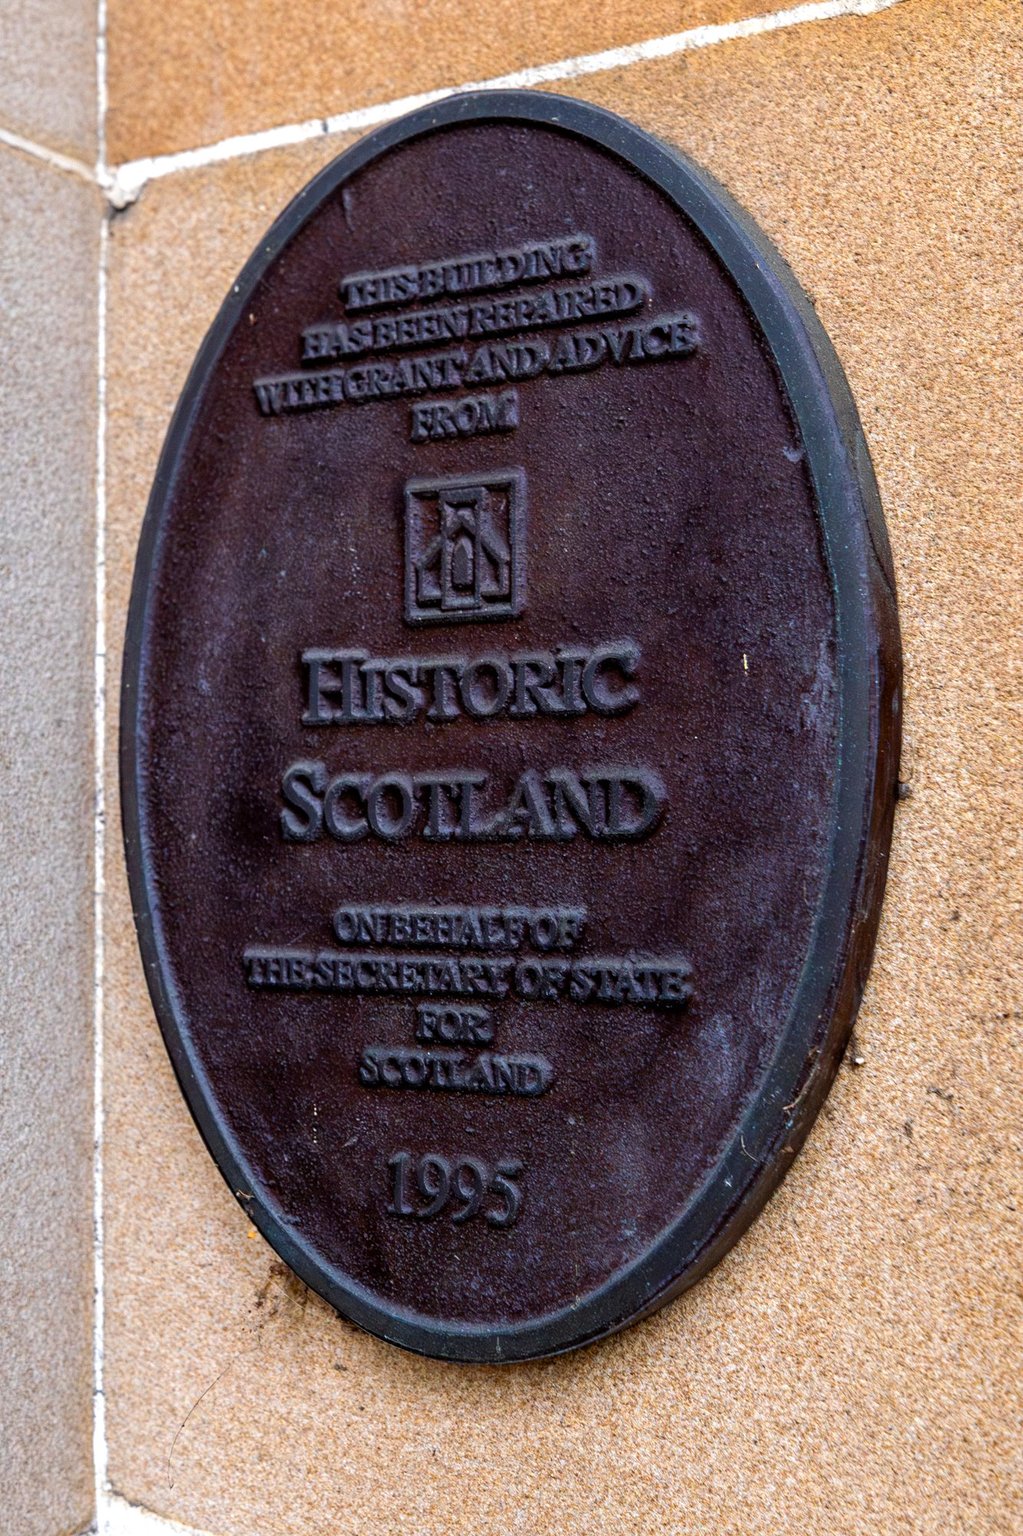 THIS BUILDING
HAS BEEN REPAIRED
WITH GRANT AND ADVICE
FROM
HISTORIC
SCOTLAND
ON BEHALF OF
THE SECRETARY OF STATE
FOR
SCOTLAND
1995